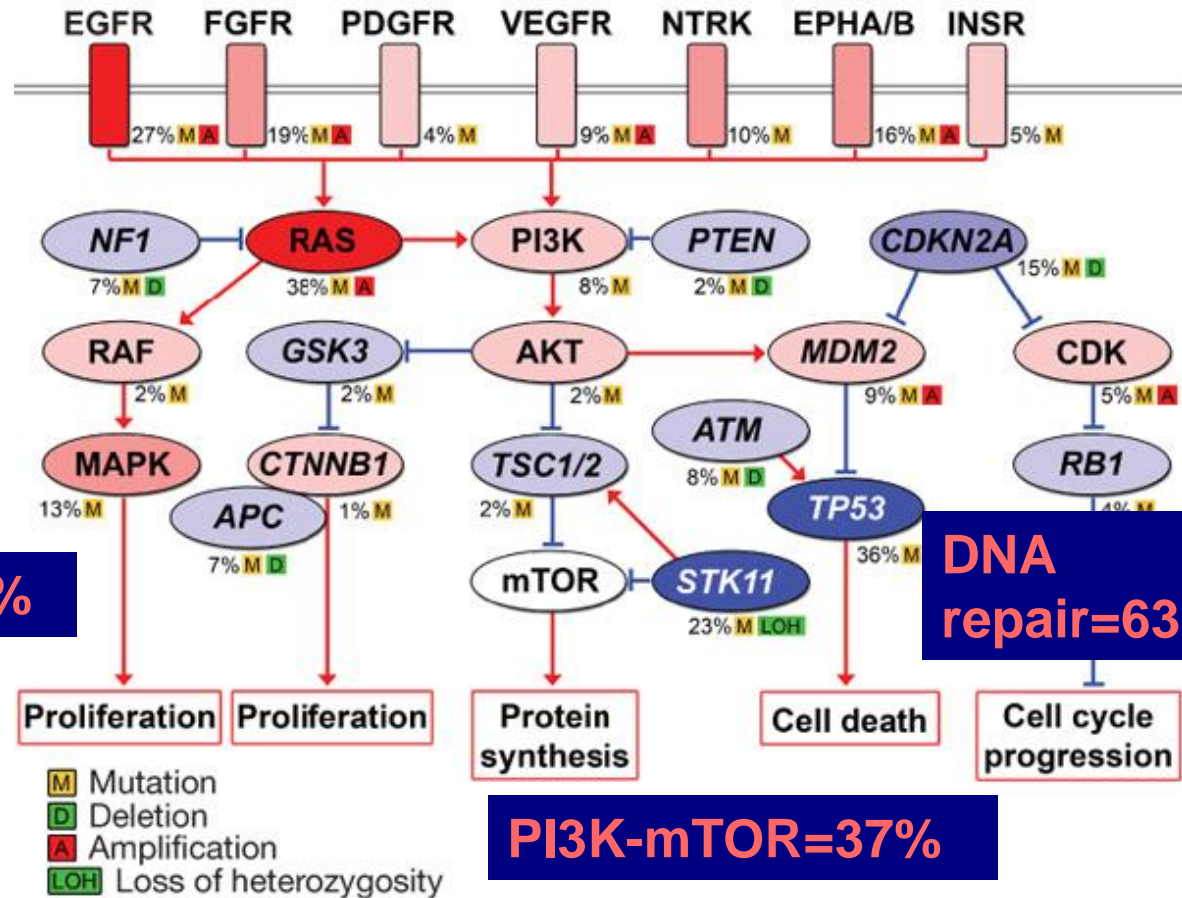 EGFR FGFR PDGFR VEGFR NTRK EPHA/B INSR
27% M A 19% M A 4% M 9% M A 10% M 16% M A 5% M
NF1 RAS PI3K PTEN CDKN2A
7% M D 38% M A 8% M 2% M D 15% M D
RAF GSK3 AKT MDM2 CDK
2% M 2% M 2% M 9% M A 5% M A
MAPK CTNNB1 TSC1/2 ATM RB1
13% M 1% M 2% M 8% M D 4% M
APC TP53
7% M D 36% M
mTOR STK11
23% M LOH
%
DNA
repair=63
Proliferation Proliferation Protein Cell death Cell cycle
synthesis progression
M Mutation
D Deletion
A Amplification
LOH Loss of heterozygosity
PI3K-mTOR=37%